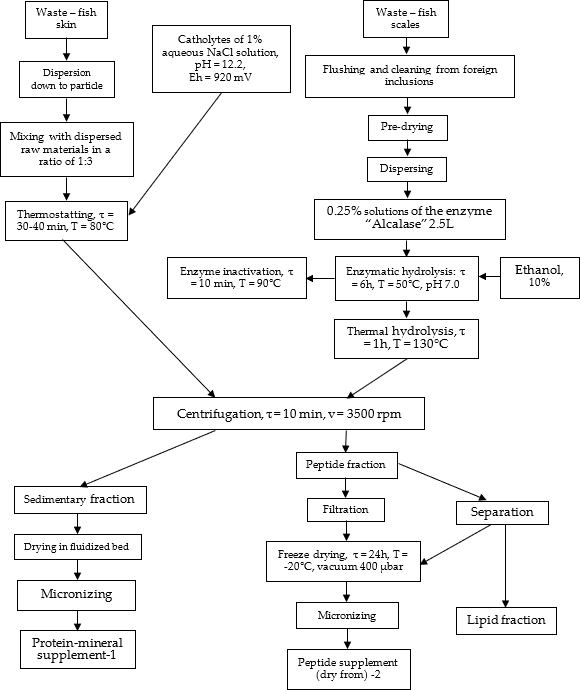 Waste – fish
skin
Dispersion
down to particle
Mixing with dispersed
raw materials in a
ratio of 1:3
Catholytes of 1%
aqueous NaCl solution,
pH = 12.2,
Eh = 920 mV
Thermostatting, τ =
30-40 min, T = 80°C
Waste – fish
scales
Flushing and cleaning from foreign
inclusions
Pre-drying
Dispersing
0.25% solutions of the enzyme
“Alcalase” 2.5L
Enzyme inactivation, τ
= 10 min, T = 90°C
Enzymatic hydrolysis: τ
= 6h, T = 50°C, pH 7.0
Ethanol,
10%
Thermal hydrolysis, τ
= 1h, T = 130°C
Centrifugation, τ = 10 min, v = 3500 rpm
Sedimentary fraction
Drying in fluidized bed
Micronizing
Protein-mineral
supplement-1
Peptide fraction
Filtration
Freeze drying, τ = 24h, T =
-20°C, vacuum 400 μbar
Micronizing
Peptide supplement
(dry from) -2
Separation
Lipid fraction